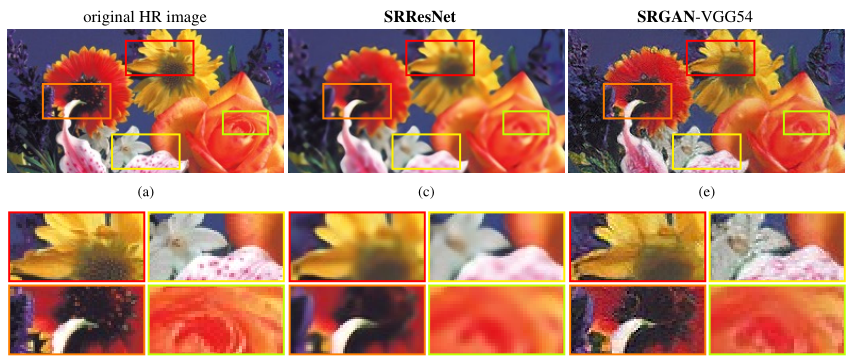 original HR image
SRResNet
SRGAN-VGG54
(a)
(c)
(e)